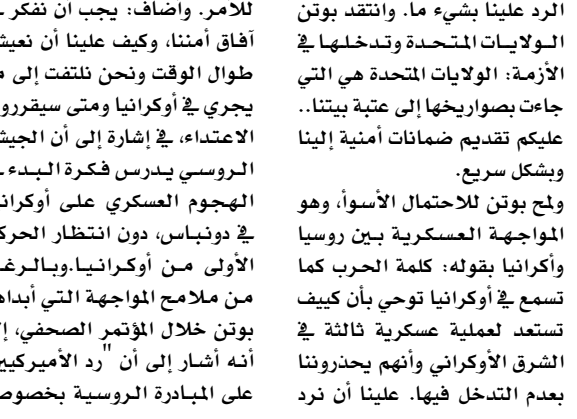 الرد علينا بشيء ما. وانتقد بوتن
الولايات المتحدة وتدخلها في
الأزمة: الولايات المتحدة هي التي
جاءت بصواريخها إلى عتبة بيتنا..
عليكم تقديم ضمانات أمنية إلينا
وبشكل سريع.
ولمح بوتن للاحتمال الأسوأ، وهو
المواجهة العسكرية بين روسيا
وأكرانيا بقوله: كلمة الحرب كما
تسمع في أوكرانيا توحي بأن كييف
تستعد لعملية عسكرية ثالثة في
الشرق الأوكراني وأنهم يحذروننا
بعدم التدخل فيها. علينا أن نرد
للأمر. وأضاف: يجب أن نفكر
آفاق أمننا، وكيف علينا أن نعيش
طوال الوقت ونحن نلتفت إلى
يجري في أوكرانيا ومتى سيقررو
الاعتداء، في إشارة إلى أن الجيش
الروسي يدرس فكرة البدء
الهجوم العسكري على أوكران
في دونباس، دون انتظار الحرك
الأولى من أوكرانيا.وبالرغ
من ملامح المواجهة التي أبداه
بوتن خلال المؤتمر الصحفي، إ
أنه أشار إلى أن "رد الأميركيي
على المبادرة الروسية بخصوص